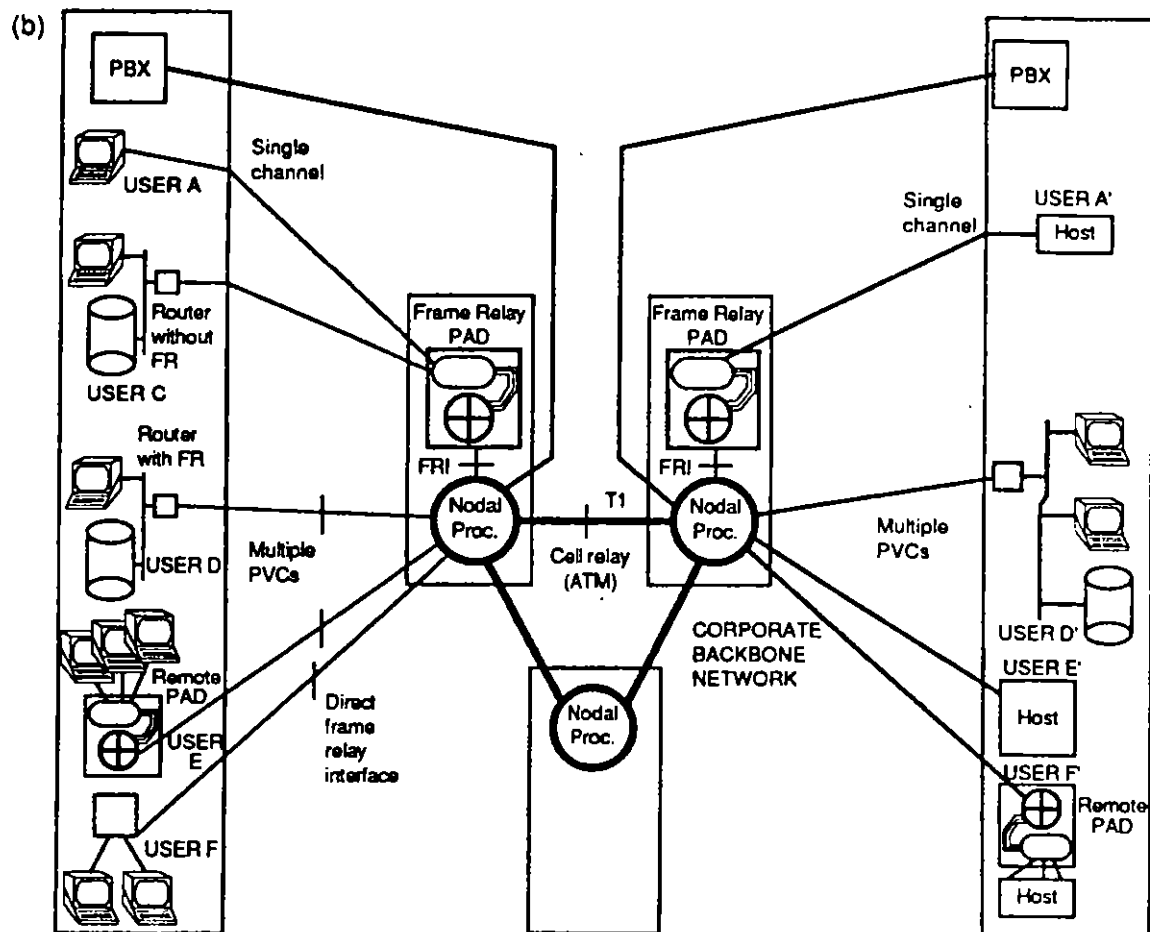 (b)
PBX
USER A
Single
channel
Router
without
FR
USER C
Router
with FR
USER D
Multiple
PVCs
Remote
PAD
USER
E
Direct
frame
relay
interface
USER F
Frame Relay
PAD
FRI
Nodal
Proc.
T1
Cell relay
(ATM)
Frame Relay
PAD
FRI
Nodal
Proc.
Nodal
Proc.
CORPORATE
BACKBONE
NETWORK
PBX
Single
channel
USER A'
Host
Multiple
PVCs
USER D'
USER E'
Host
USER F'
Remote
PAD
Host